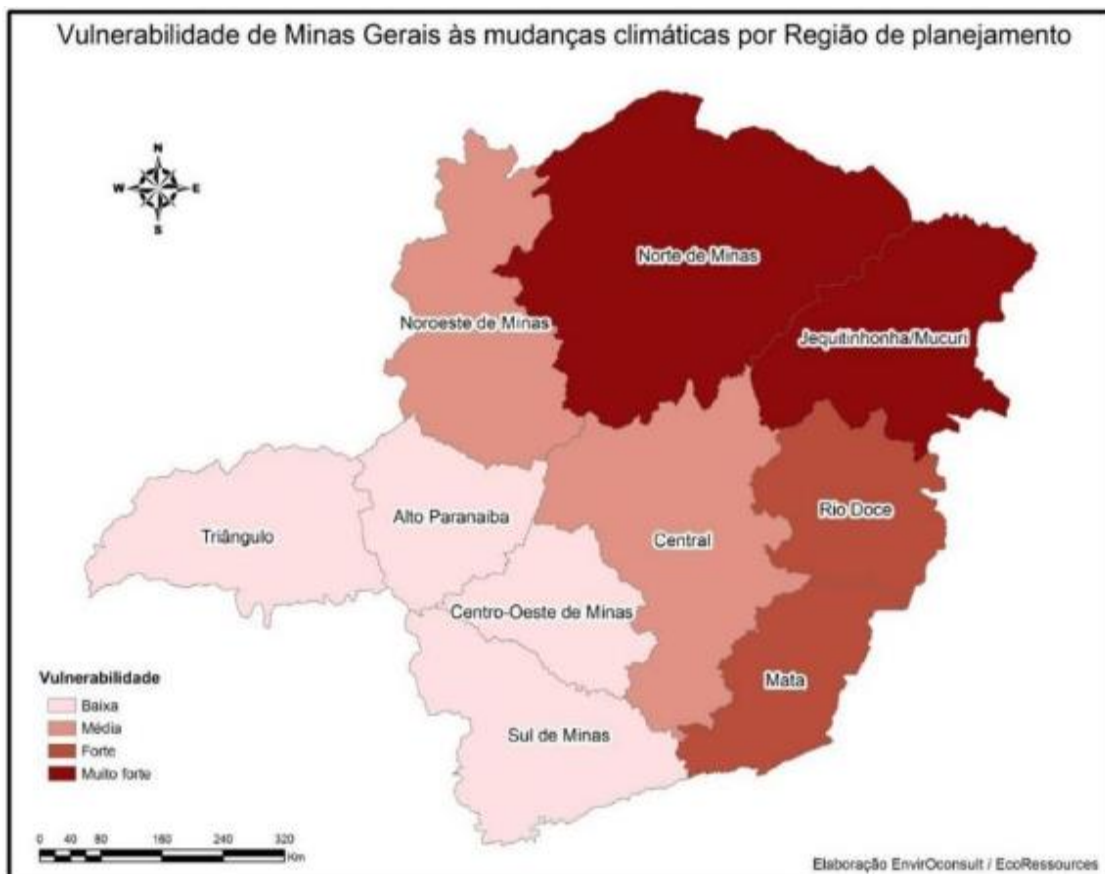 Vulnerabilidade de Minas Gerais às mudanças climáticas por Região de planejamento
N
W E
S
Norte de Minas
Jequitinhonha/Mucuri
Noroeste de Minas
Rio Doce
Alto Paranaiba
Triângulo
Central
Centro-Oeste de Minas
Mata
Sul de Minas
Vulnerabilidade
Baixa
Média
Forte
Muito forte
0 40 80 160 240 320
Km
Elaboração EnvirOconsult / EcoRessources